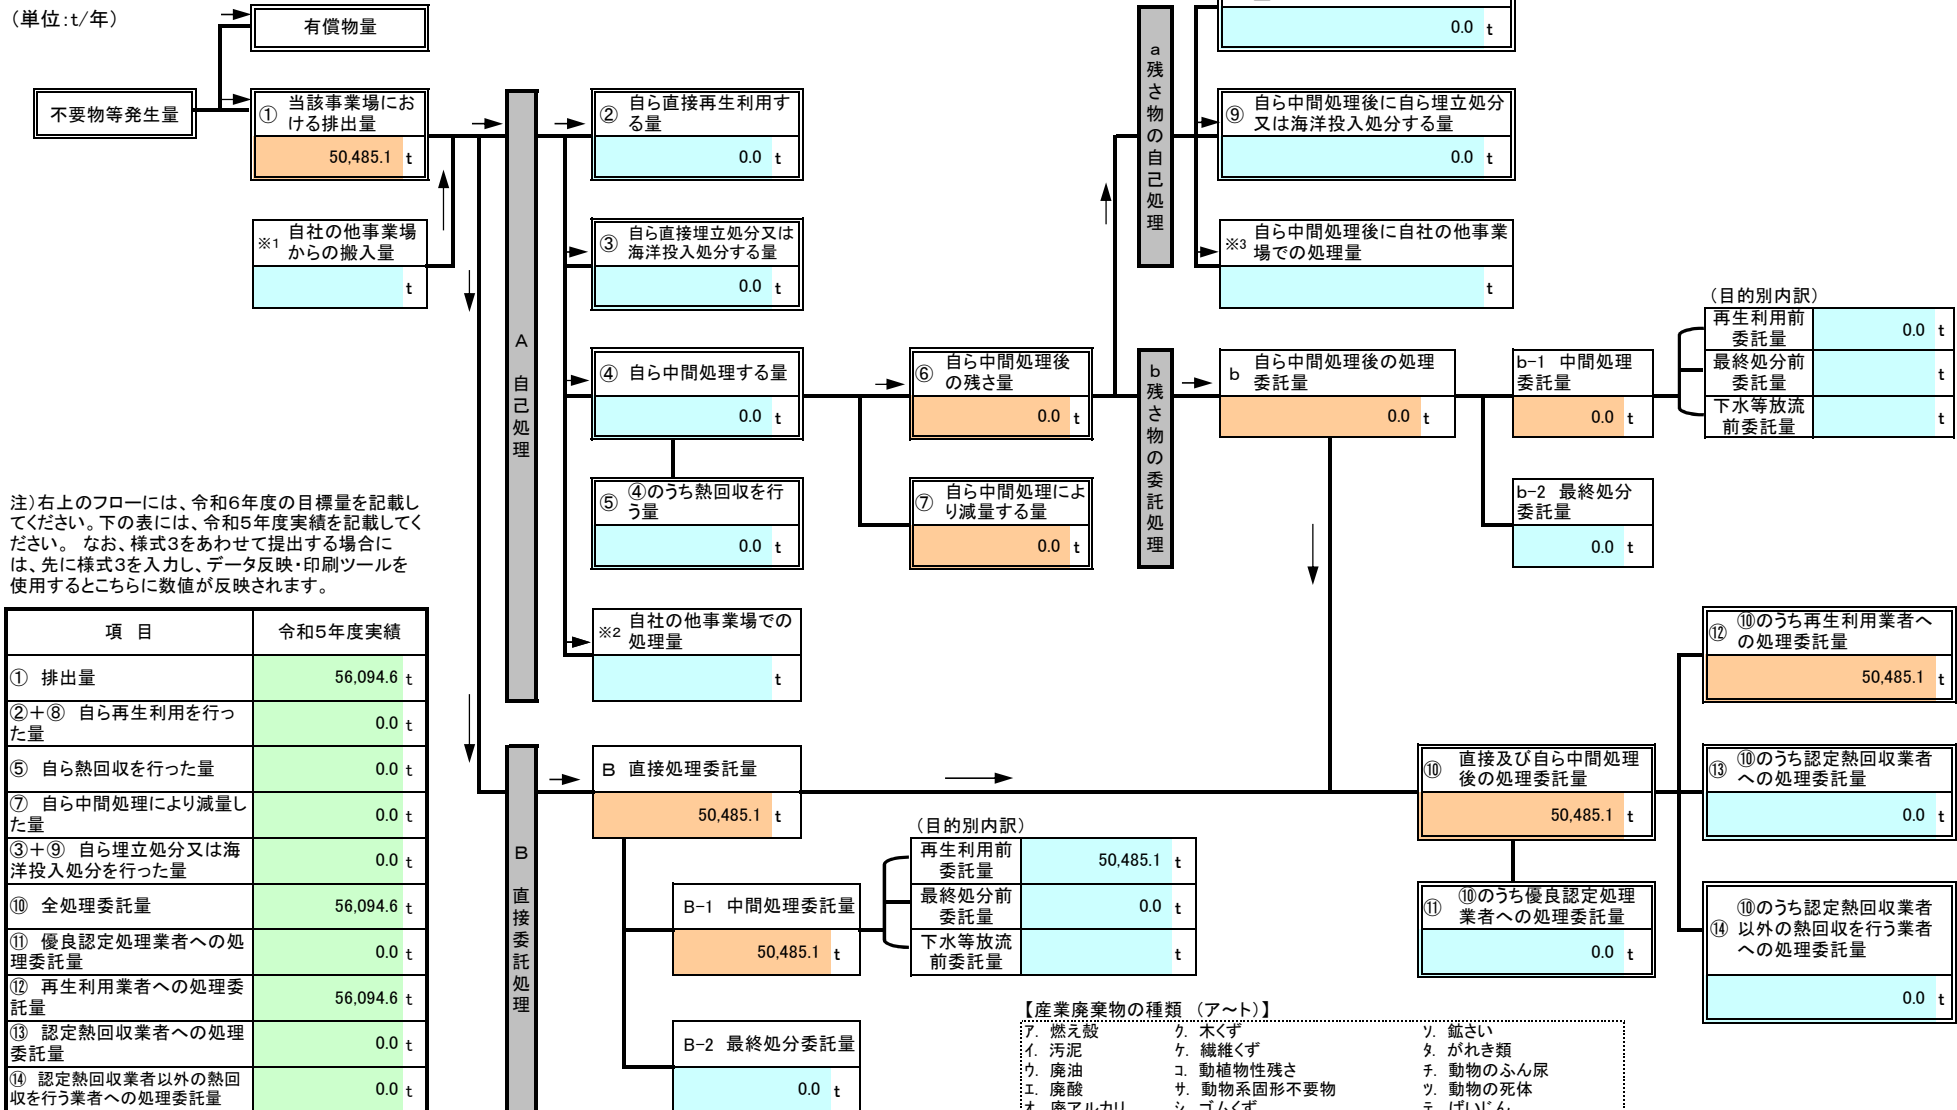 （単位：t/年）
有償物量
不要物等発生量
① 当該事業場にお
ける排出量
50,485.1 t
※1 自社の他事業場
からの搬入量
t
A 自己処理
② 自ら直接再生利用す
る量
0.0 t
③ 自ら直接埋立処分又は
海洋投入処分する量
0.0 t
④ 自ら中間処理する量
0.0 t
⑤ ④のうち熱回収を行
う量
0.0 t
※2 自社の他事業場での
処理量
t
⑥ 自ら中間処理後
の残さ量
0.0 t
⑦ 自ら中間処理によ
り減量する量
0.0 t
a 残さ物の自己処理
0.0 t
⑨ 自ら中間処理後に自ら埋立処分
又は海洋投入処分する量
0.0 t
※3 自ら中間処理後に自社の他事業
場での処理量
t
b 残さ物の委託処理
b 自ら中間処理後の処理
委託量
0.0 t
b-1 中間処理
委託量
0.0 t
b-2 最終処分
委託量
0.0 t
（目的別内訳）
再生利用前
委託量
0.0 t
最終処分前
委託量
t
下水等放流
前委託量
t
注）右上のフローには、令和6年度の目標量を記載し
てください。下の表には、令和5年度実績を記載してく
ださい。 なお、様式3をあわせて提出する場合に
は、先に様式3を入力し、データ反映・印刷ツールを
使用するとこちらに数値が反映されます。
項 目 令和5年度実績
① 排出量 56,094.6 t
②＋⑧ 自ら再生利用を行っ
た量
0.0 t
⑤ 自ら熱回収を行った量 0.0 t
⑦ 自ら中間処理により減量し
た量
0.0 t
③＋⑨ 自ら埋立処分又は海
洋投入処分を行った量
0.0 t
⑩ 全処理委託量 56,094.6 t
⑪ 優良認定処理業者への処
理委託量
0.0 t
⑫ 再生利用業者への処理委
託量
56,094.6 t
⑬ 認定熱回収業者への処理
委託量
0.0 t
⑭ 認定熱回収業者以外の熱回
収を行う業者への処理委託量
0.0 t
B 直接委託処理
B 直接処理委託量
50,485.1 t
B-1 中間処理委託量
50,485.1 t
B-2 最終処分委託量
0.0 t
（目的別内訳）
再生利用前
委託量
50,485.1 t
最終処分前
委託量
0.0 t
下水等放流
前委託量
t
⑩ 直接及び自ら中間処理
後の処理委託量
50,485.1 t
⑪ ⑩のうち優良認定処理
業者への処理委託量
0.0 t
⑫ ⑩のうち再生利用業者へ
の処理委託量
50,485.1 t
⑬ ⑩のうち認定熱回収業者
への処理委託量
0.0 t
⑭ ⑩のうち認定熱回収業者
以外の熱回収を行う業者
への処理委託量
0.0 t
【産業廃棄物の種類 （ア～ト）】
ア. 燃え殻 ク. 木くず ソ. 鉱さい
イ. 汚泥 ケ. 繊維くず タ. がれき類
ウ. 廃油 コ. 動植物性残さ チ. 動物のふん尿
エ. 廃酸 サ. 動物系固形不要物 ツ. 動物の死体
オ. 廃アルカリ シ. ゴムくず テ. ばいじん